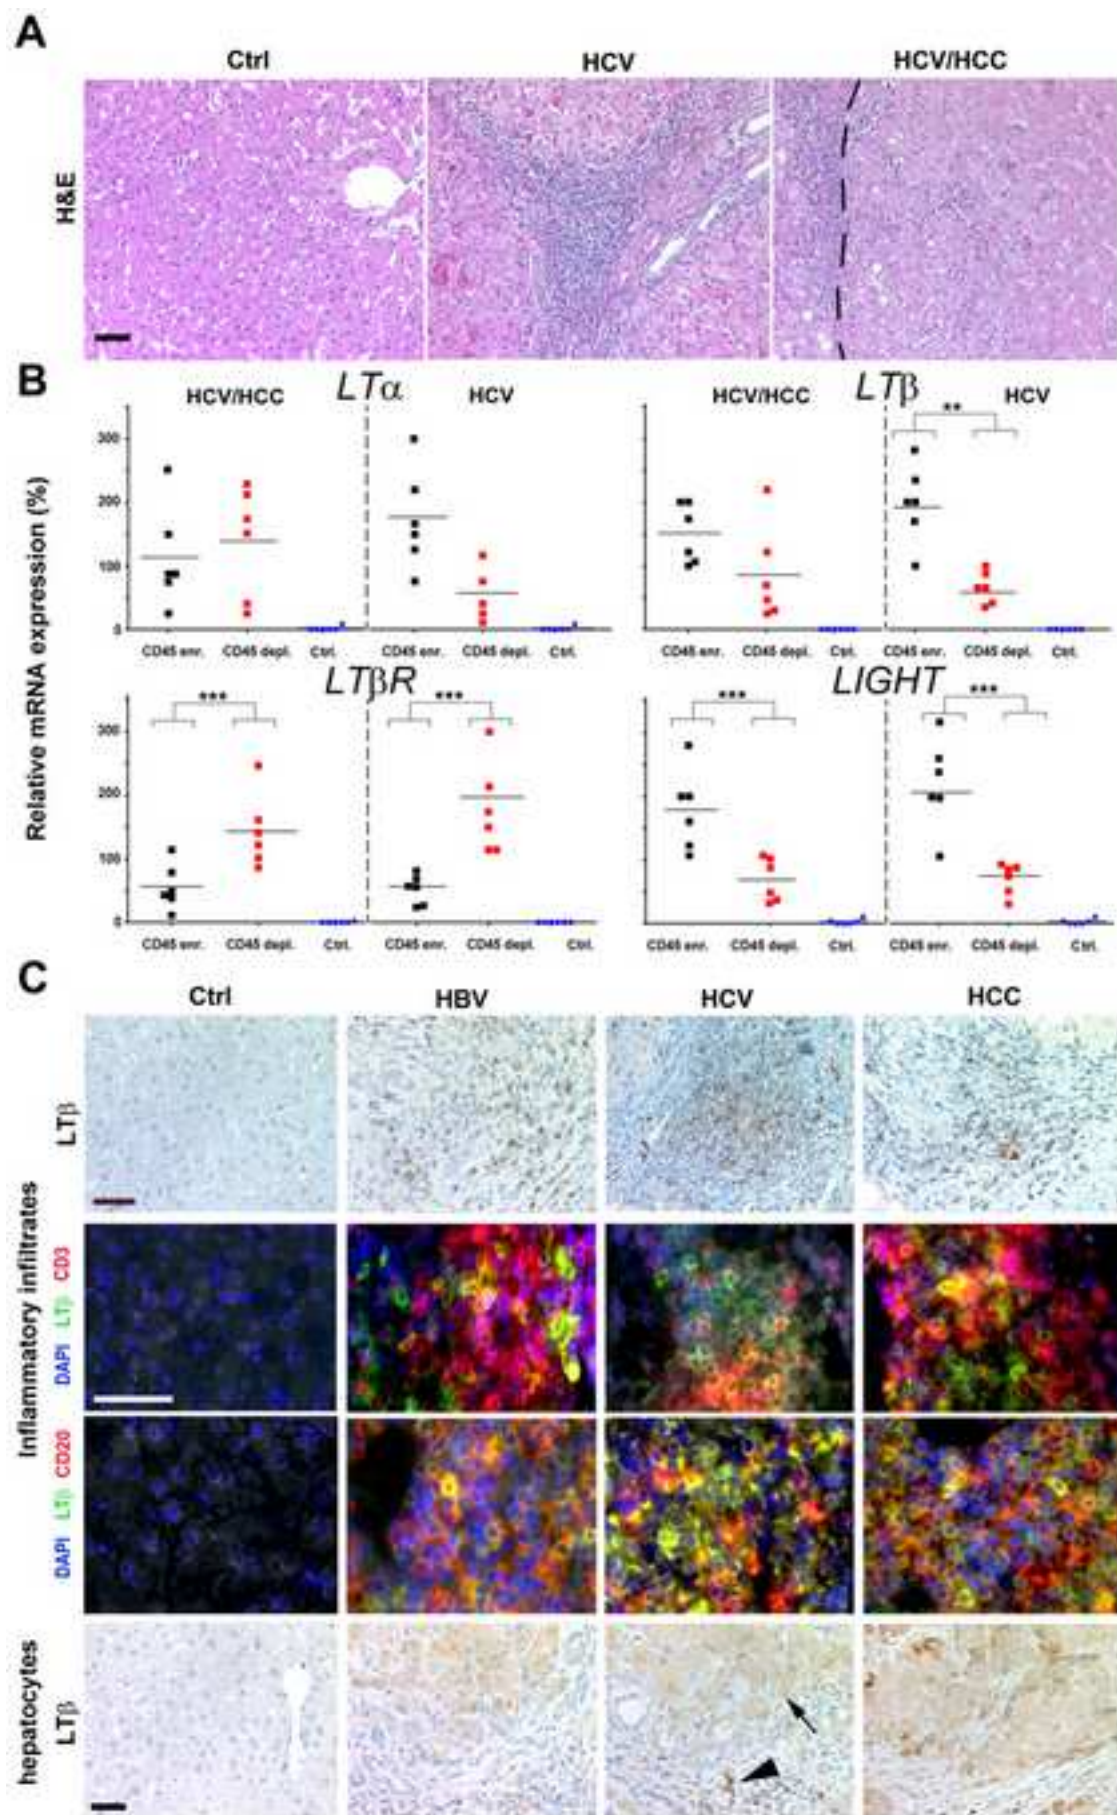 A
Ctrl HCV HCV/HCC
H&E
B
HCV/HCC LTα HCV HCV/HCC LTβ HCV
**
Relative mRNA expression (%)
300
200
100
0
CD45 enr. CD45 depl. Ctrl. CD45 enr. CD45 depl. Ctrl. CD45 enr. CD45 depl. Ctrl. CD45 enr. CD45 depl. Ctrl.
LTβR LIGHT
*** *** *** ***
300
200
100
0
CD45 enr. CD45 depl. Ctrl. CD45 enr. CD45 depl. Ctrl. CD45 enr. CD45 depl. Ctrl. CD45 enr. CD45 depl. Ctrl.
C
Ctrl HBV HCV HCC
Inflammatory infiltrates
LTβ
DAPI LTβ CD3
DAPI LTβ CD20
hepatocytes
LTβ